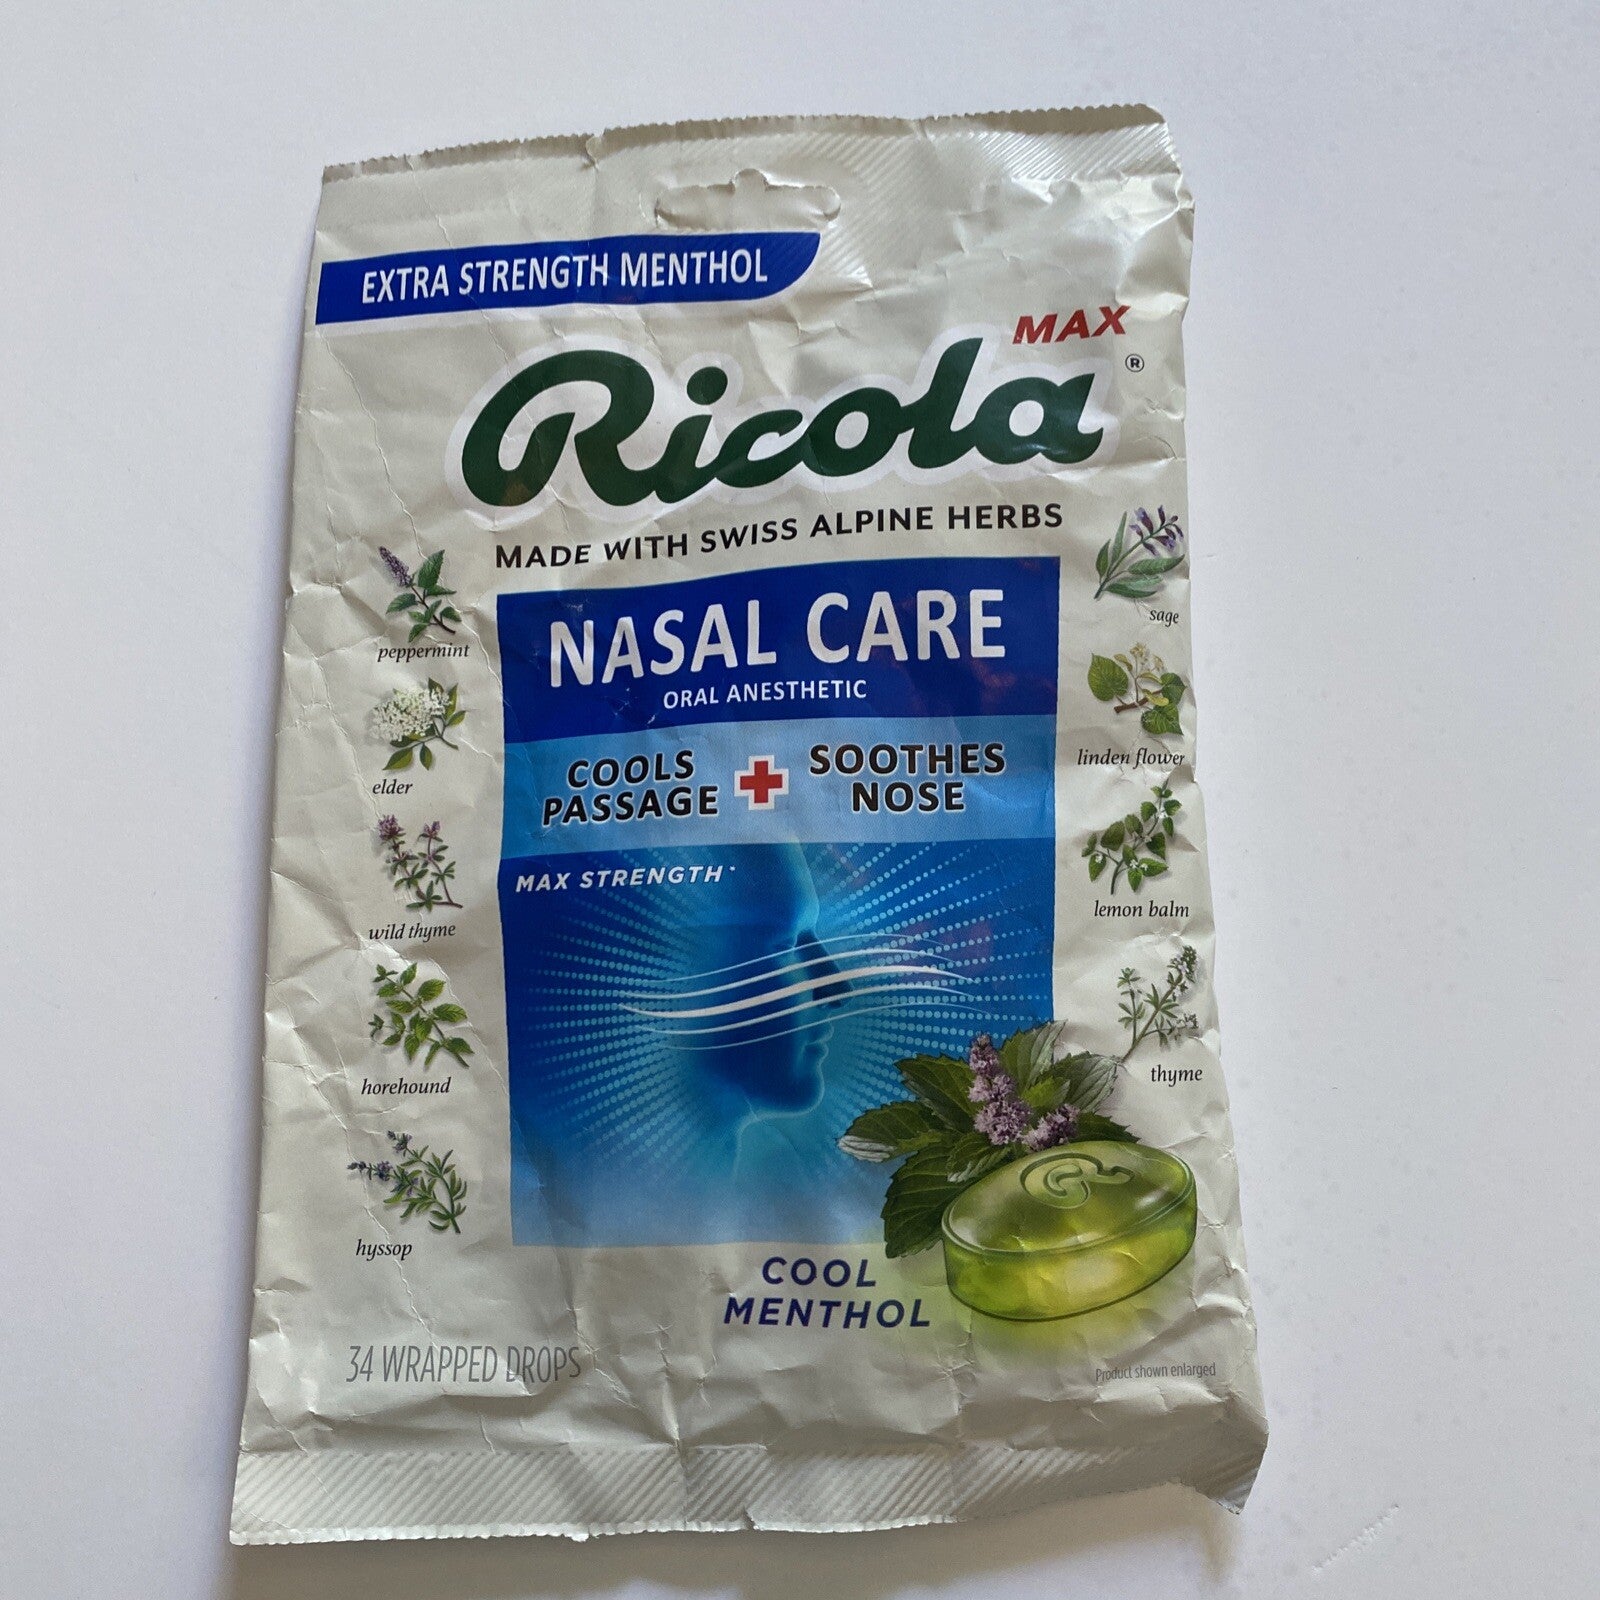 EXTRA STRENGTH MENTHOL
MAX
Ricola®
MADE WITH SWISS ALPINE HERBS
NASAL CARE
ORAL ANESTHETIC
COOLS
PASSAGE
SOOTHES
NOSE
MAX STRENGTH*
peppermint
elder
wild thyme
horehound
hyssop
sage
linden flower
lemon balm
thyme
COOL
MENTHOL
34 WRAPPED DROPS
Product shown enlarged